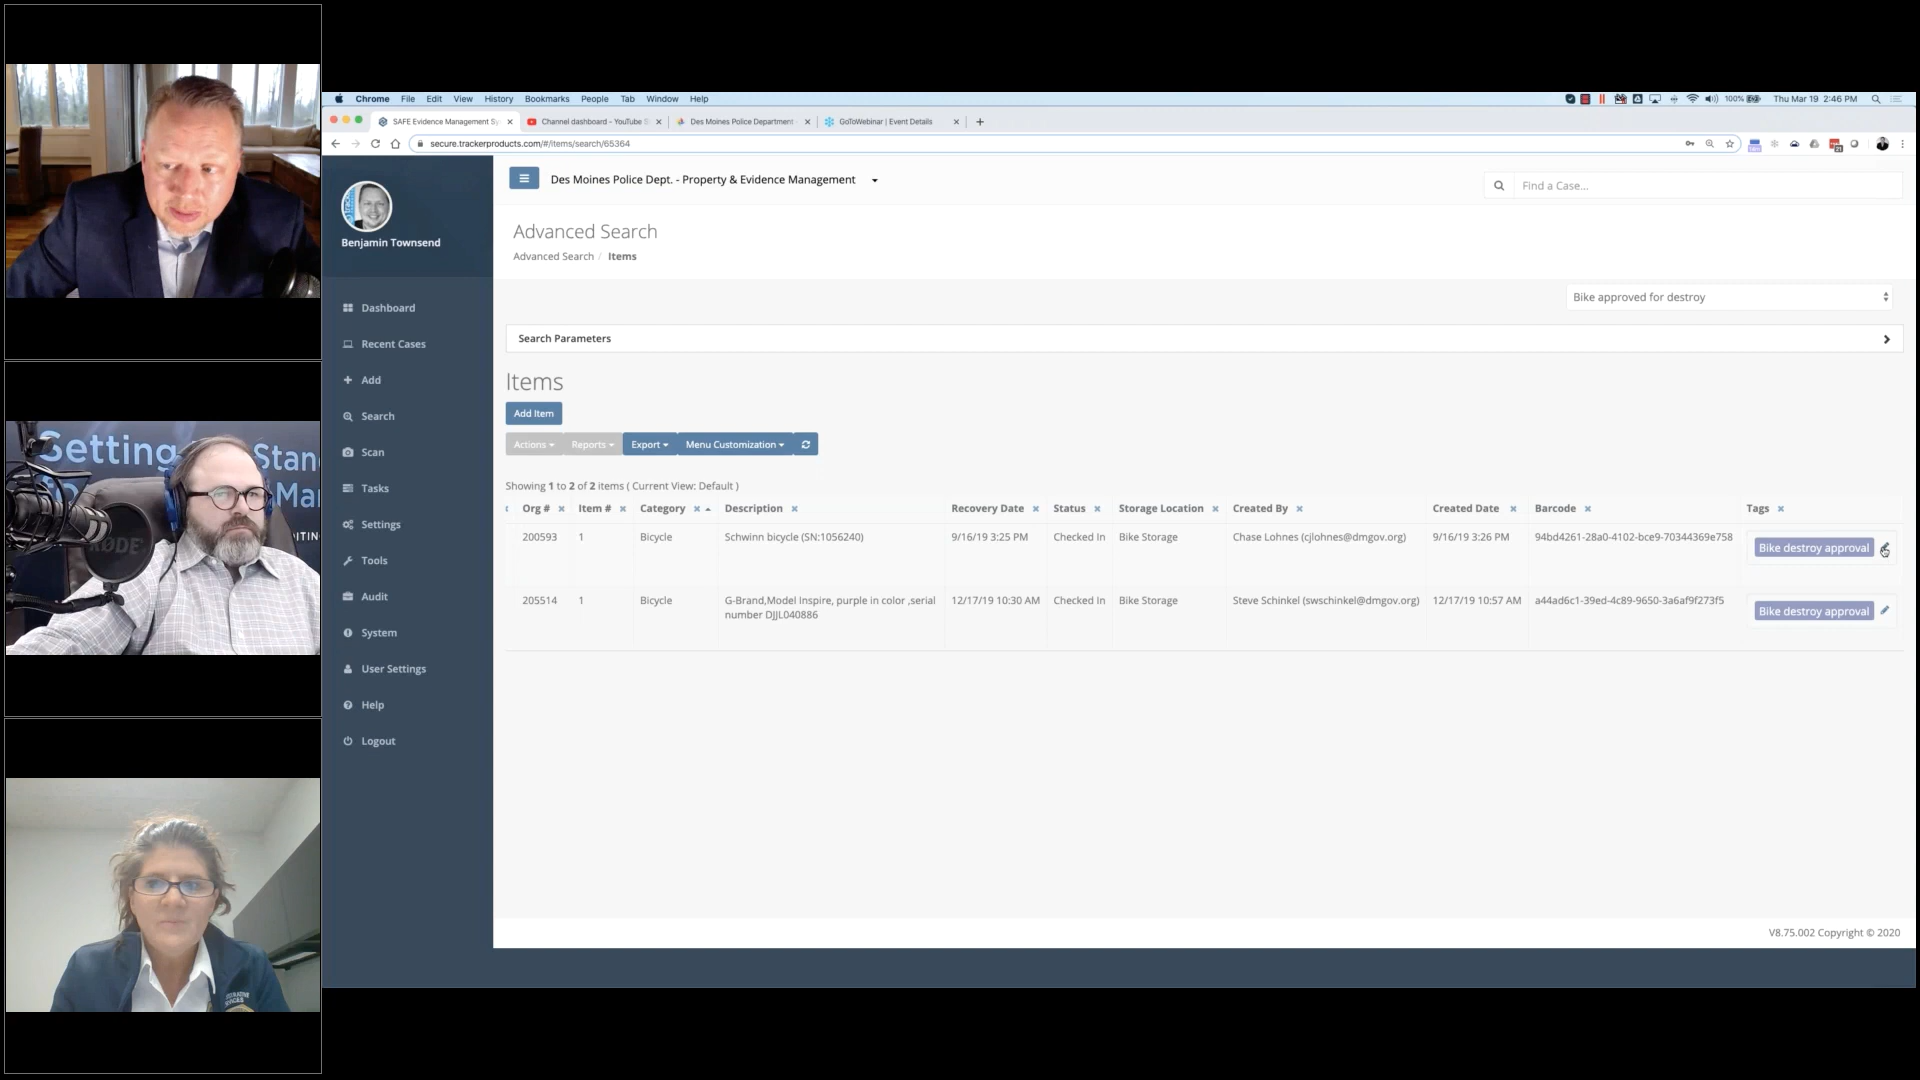 Chrome File Edit View History Bookmarks People Tab Window Help 100% Thu Mar 19 2:46 PM
SAFE Evidence Management Sy Channel dashboard - YouTube S Des Moines Police Department GoToWebinar | Event Details
secure.trackerproducts.com/#/items/search/65364
Benjamin Townsend
Dashboard
Recent Cases
Add
Search
Scan
Tasks
Settings
Tools
Audit
System
User Settings
Help
Logout
Des Moines Police Dept. - Property & Evidence Management
Find a Case...
Advanced Search
Advanced Search / Items
Bike approved for destroy
Search Parameters
Items
Add Item
Actions Reports Export Menu Customization
Showing 1 to 2 of 2 items ( Current View: Default )
Org # Item # Category Description Recovery Date Status Storage Location Created By Created Date Barcode Tags
200593 1 Bicycle Schwinn bicycle (SN:1056240) 9/16/19 3:25 PM Checked In Bike Storage Chase Lohnes (cjlohnes@dmgov.org) 9/16/19 3:26 PM 94bd4261-28a0-4102-bce9-70344369e758 Bike destroy approval
205514 1 Bicycle G-Brand,Model Inspire, purple in color ,serial 12/17/19 10:30 AM Checked In Bike Storage Steve Schinkel (swschinkel@dmgov.org) 12/17/19 10:57 AM a44ad6c1-39ed-4c89-9650-3a6af9f273f5 Bike destroy approval
number DJJL040886
V8.75.002 Copyright © 2020
Setting Stan
Ma
RØDE